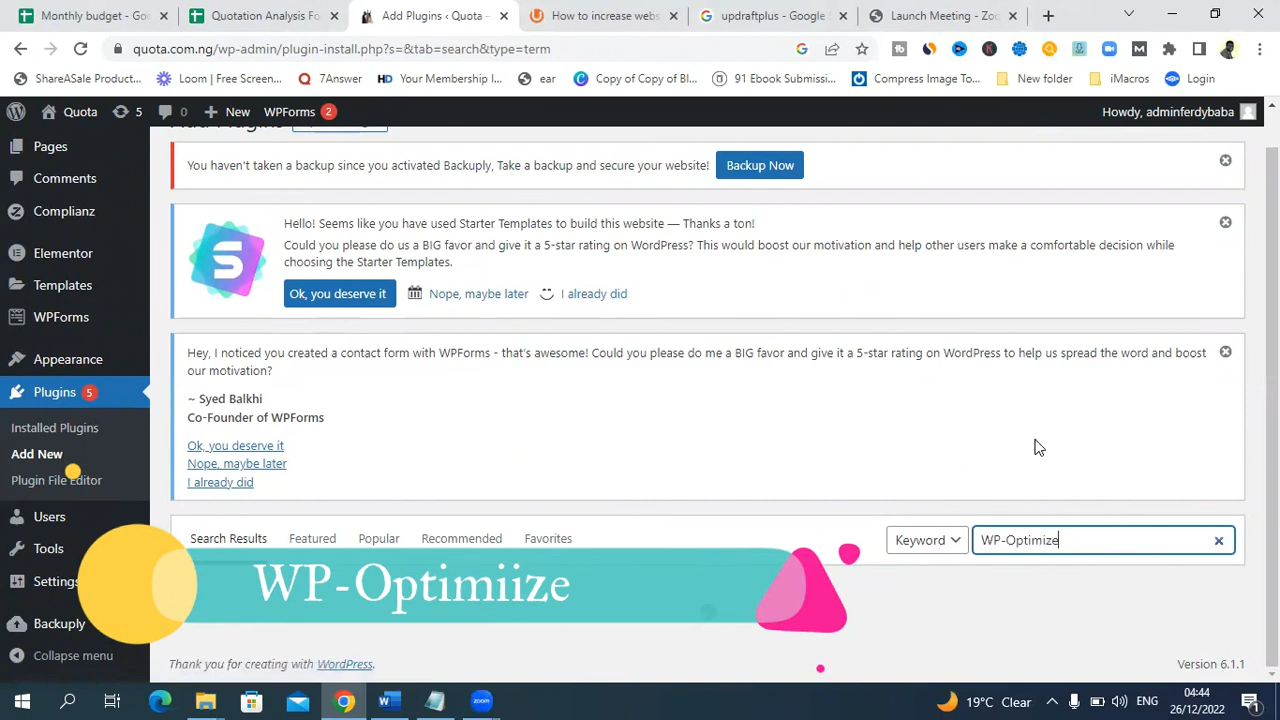 Monthly budget - Goo
Quotation Analysis Fo
Add Plugins ‹ Quota —
How to increase webs
updraftplus - Google S
Launch Meeting - Zoo
quota.com.ng/wp-admin/plugin-install.php?s=&tab=search&type=term
ShareASale Product...
Loom | Free Screen...
7Answer
Your Membership I...
ear
Copy of Copy of Bl...
91 Ebook Submissi...
Compress Image To...
New folder
iMacros
Login
Quota
5
0
New
WPForms 2
Howdy, adminferdybaba
Pages
Comments
Complianz
Elementor
Templates
WPForms
Appearance
Plugins 5
Installed Plugins
Add New
Plugin File Editor
Users
Tools
Settings
Backuply
Collapse menu
Add Plugins
You haven't taken a backup since you activated Backuply, Take a backup and secure your website!
Backup Now
Hello! Seems like you have used Starter Templates to build this website — Thanks a ton!
Could you please do us a BIG favor and give it a 5-star rating on WordPress? This would boost our motivation and help other users make a comfortable decision while
choosing the Starter Templates.
Ok, you deserve it
Nope, maybe later
I already did
Hey, I noticed you created a contact form with WPForms - that's awesome! Could you please do me a BIG favor and give it a 5-star rating on WordPress to help us spread the word and boost
our motivation?
~ Syed Balkhi
Co-Founder of WPForms
Ok, you deserve it
Nope, maybe later
I already did
Search Results
Featured
Popular
Recommended
Favorites
Keyword
WP-Optimize
WP-Optimiize
Thank you for creating with WordPress.
Version 6.1.1
19°C Clear
ENG
04:44
26/12/2022